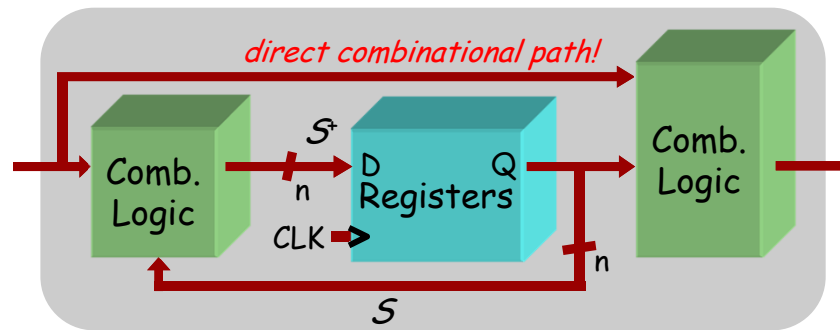 direct combinational path!
Comb.
Logic
S+
n
D
Q
Registers
CLK
Comb.
Logic
n
S